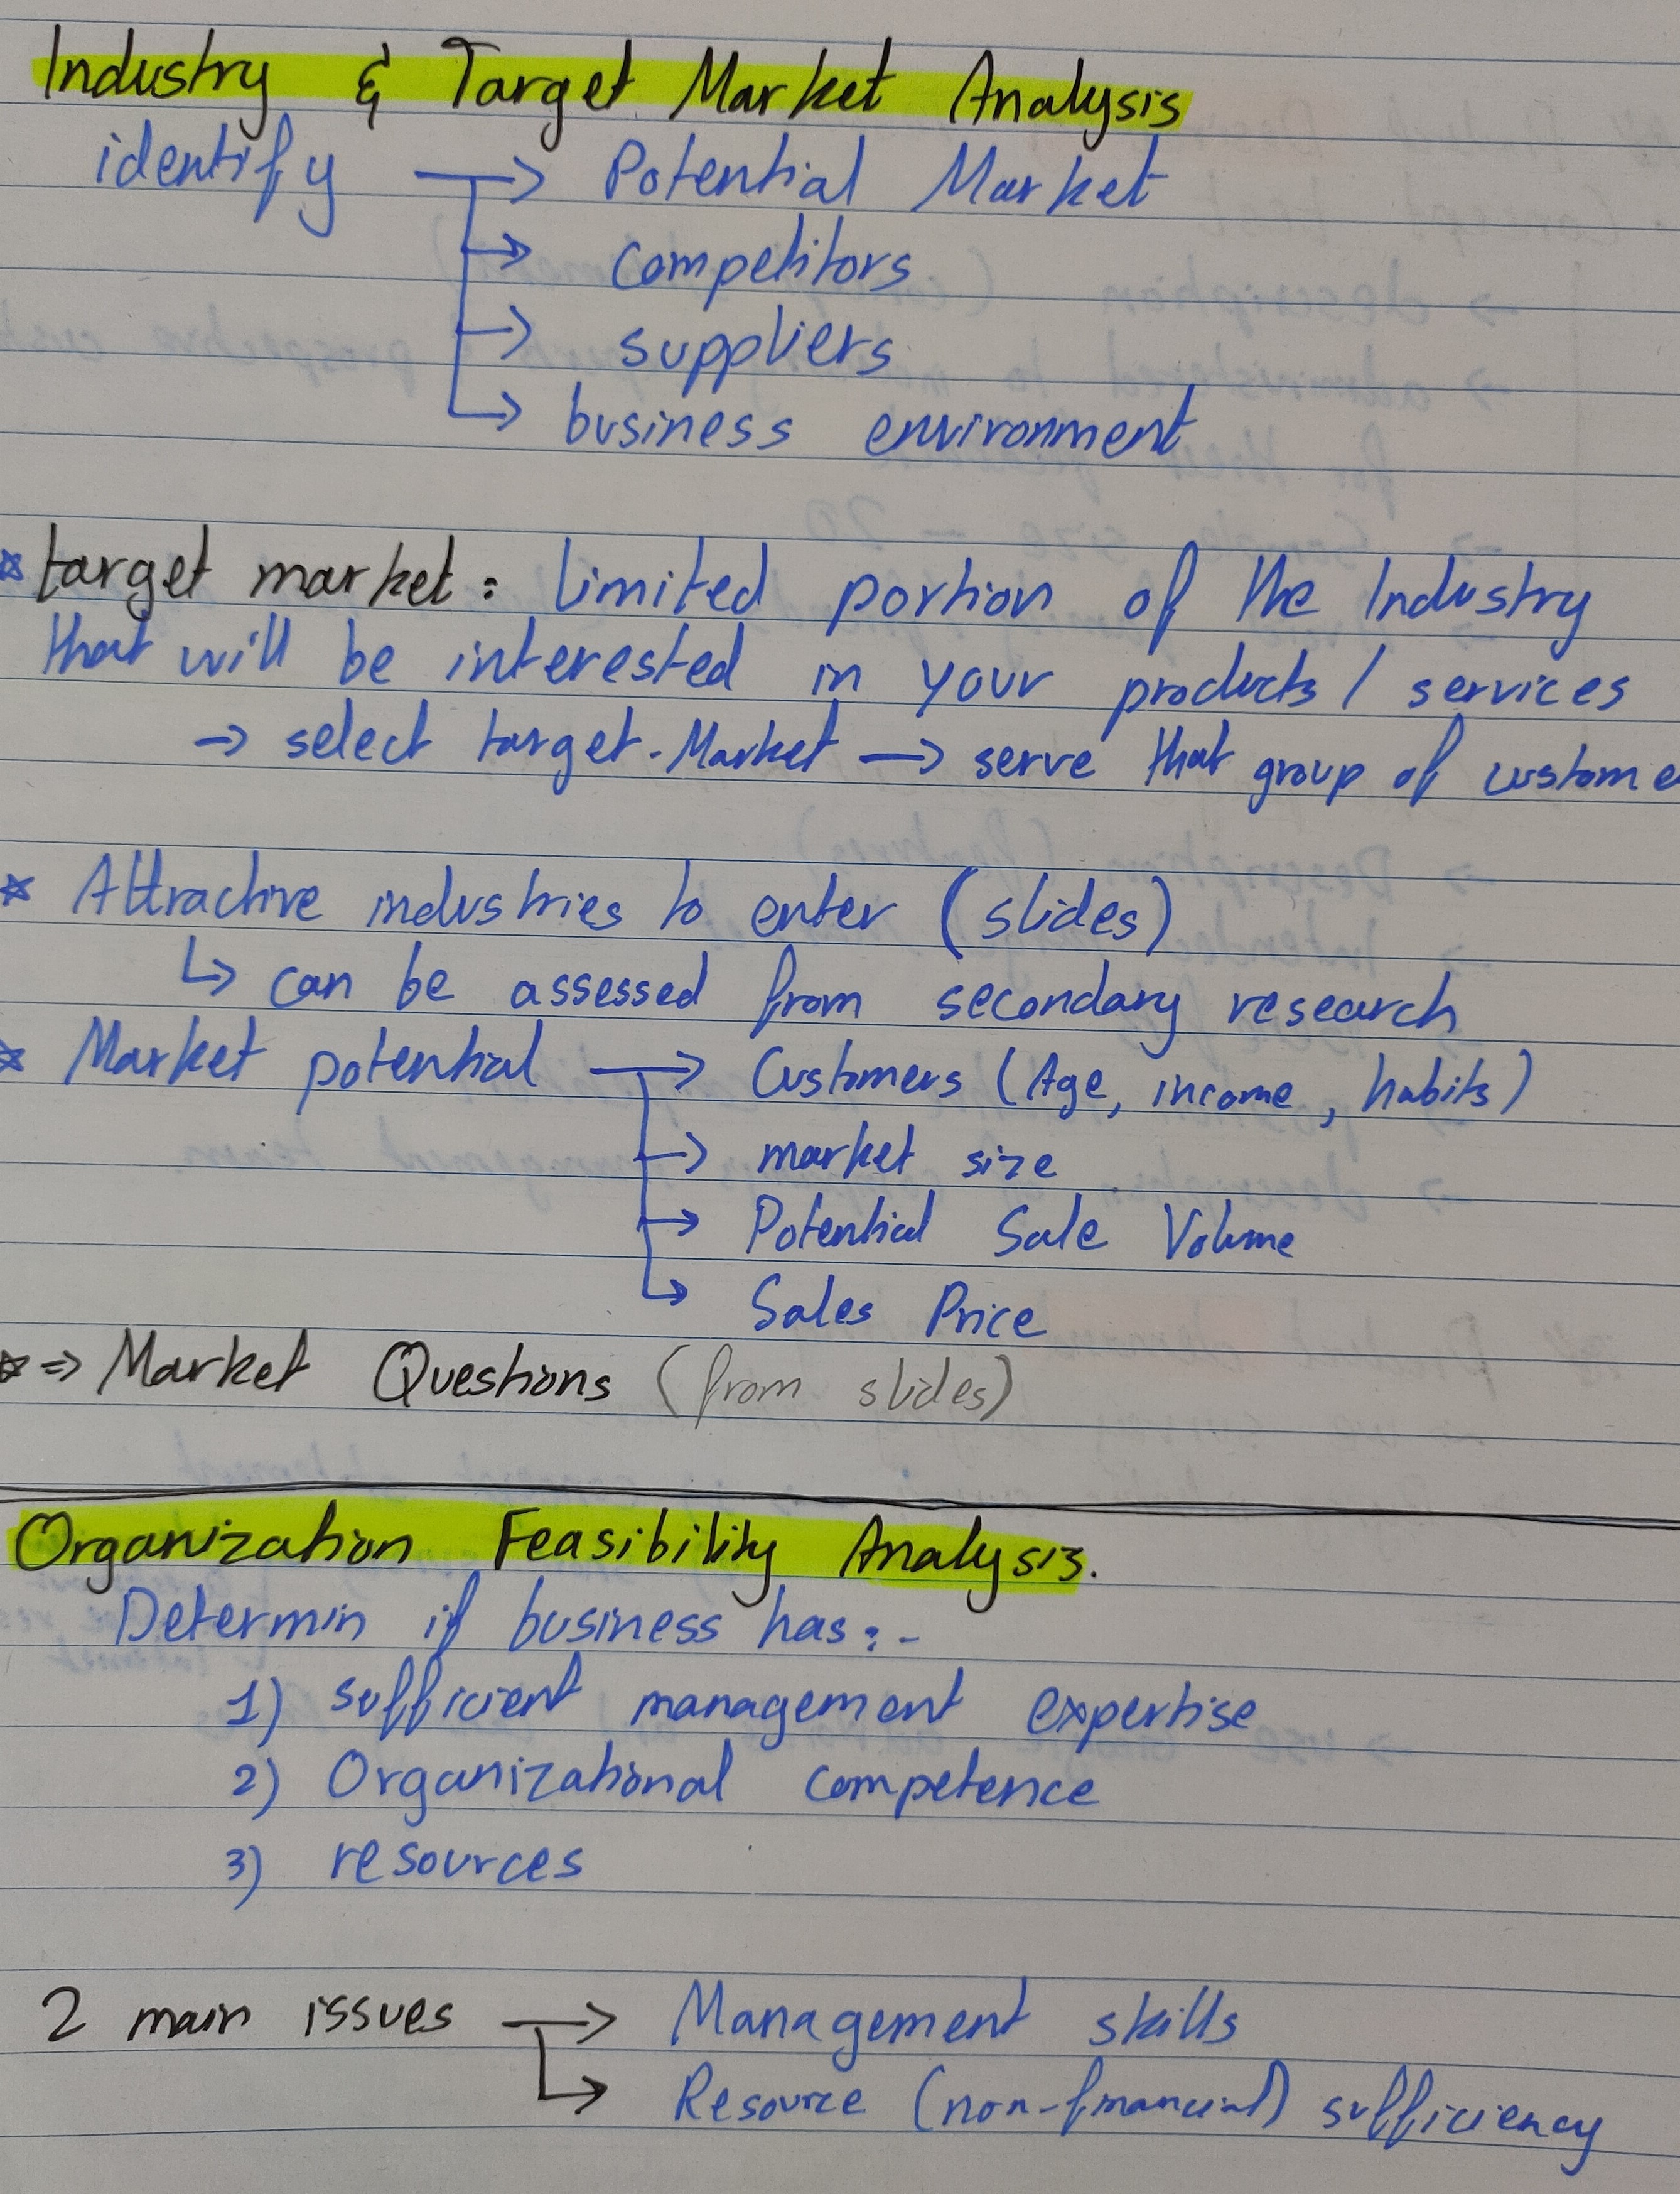 Industry & Target Market Analysis
identify → Potential Market
→ competitors
→ suppliers
→ business environment
☆ target market: limited portion of the Industry
that will be interested in your products / services
→ select target-Market → serve that group of custome
☆ Attractive industries to enter (slides)
↳ can be assessed from secondary research
☆ Market potential → Customers (Age, income, habits)
→ market size
→ Potential Sale Volume
↳ Sales Price
☆ ⇒ Market Questions (from slides)
Organization Feasibility Analysis.
Determin if business has:-
1) sufficient management expertise
2) Organizational competence
3) resources
2 main issues → Management skills
↳ Resource (non-financial) sufficiency